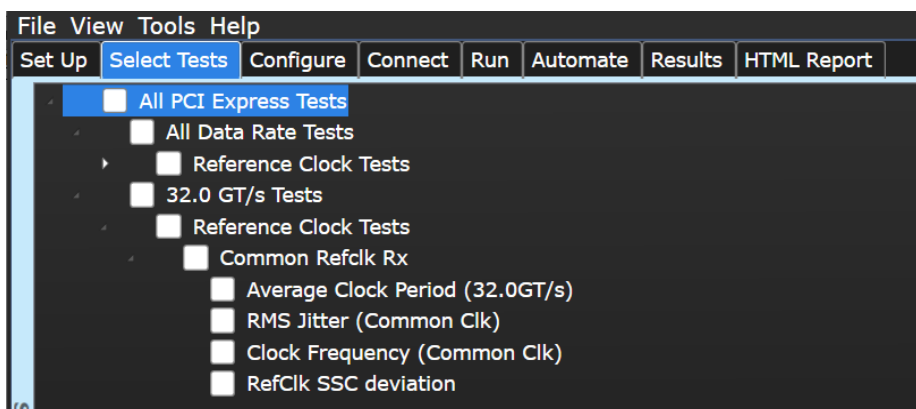 File View Tools Help
Set Up Select Tests Configure Connect Run Automate Results HTML Report
All PCI Express Tests
All Data Rate Tests
Reference Clock Tests
32.0 GT/s Tests
Reference Clock Tests
Common Refclk Rx
Average Clock Period (32.0GT/s)
RMS Jitter (Common Clk)
Clock Frequency (Common Clk)
RefClk SSC deviation